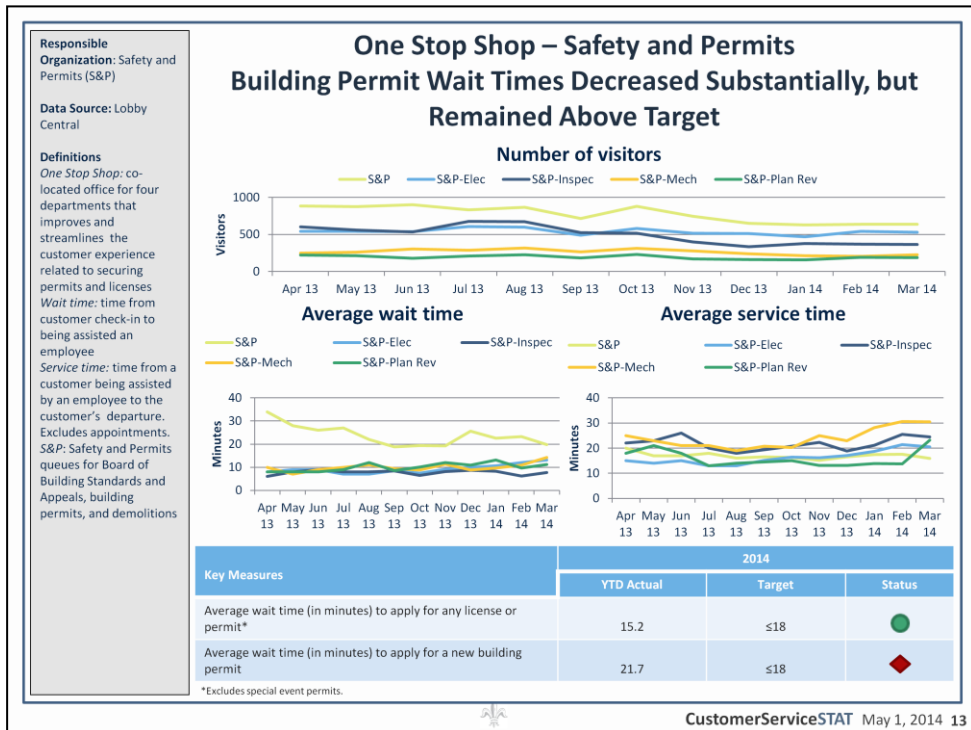 Responsible
Organization: Safety and
Permits (S&P)
Data Source: Lobby
Central
Definitions
One Stop Shop: co-
located office for four
departments that
improves and
streamlines the
customer experience
related to securing
permits and licenses
Wait time: time from
customer check-in to
being assisted an
employee
Service time: time from a
customer being assisted
by an employee to the
customer's departure.
Excludes appointments.
S&P: Safety and Permits
queues for Board of
Building Standards and
Appeals, building
permits, and demolitions
One Stop Shop – Safety and Permits
Building Permit Wait Times Decreased Substantially, but
Remained Above Target
Number of visitors
S&P S&P-Elec S&P-Inspec S&P-Mech S&P-Plan Rev
Visitors
1000
500
0
Apr 13 May 13 Jun 13 Jul 13 Aug 13 Sep 13 Oct 13 Nov 13 Dec 13 Jan 14 Feb 14 Mar 14
Average wait time
S&P S&P-Elec S&P-Inspec
S&P-Mech S&P-Plan Rev
Minutes
40
30
20
10
0
Apr May Jun Jul Aug Sep Oct Nov Dec Jan Feb Mar
13 13 13 13 13 13 13 13 13 14 14 14
Average service time
S&P S&P-Elec S&P-Inspec
S&P-Mech S&P-Plan Rev
Minutes
40
30
20
10
0
Apr May Jun Jul Aug Sep Oct Nov Dec Jan Feb Mar
13 13 13 13 13 13 13 13 13 14 14 14
Key Measures
2014
YTD Actual Target Status
Average wait time (in minutes) to apply for any license or
permit*
15.2 ≤18
Average wait time (in minutes) to apply for a new building
permit
21.7 ≤18
*Excludes special event permits.
CustomerServiceSTAT May 1, 2014 13